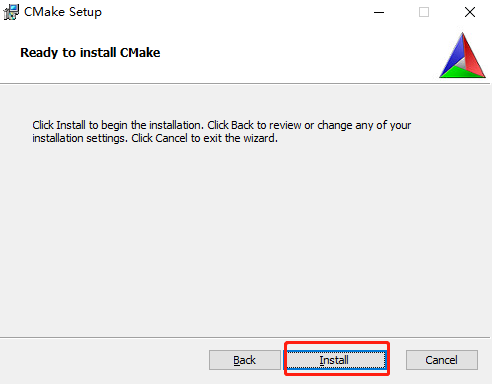 CMake Setup
Ready to install CMake
Click Install to begin the installation. Click Back to review or change any of your
installation settings. Click Cancel to exit the wizard.
Back
Install
Cancel